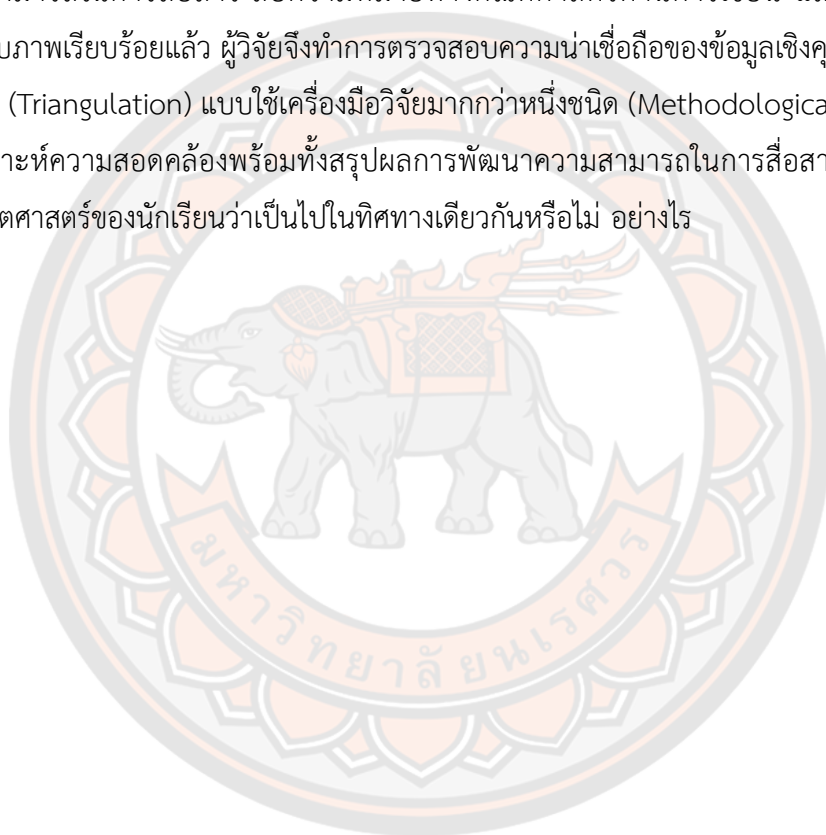 บภาพเรียบร้อยแล้ว ผู้วิจัยจึงทำการตรวจสอบความน่าเชื่อถือของข้อมูลเชิงคุ
(Triangulation) แบบใช้เครื่องมือวิจัยมากกว่าหนึ่งชนิด (Methodologica
าะห์ความสอดคล้องพร้อมทั้งสรุปผลการพัฒนาความสามารถในการสื่อสา
ตศาสตร์ของนักเรียนว่าเป็นไปในทิศทางเดียวกันหรือไม่ อย่างไร
มหาวิทยาลัยนเรศวร